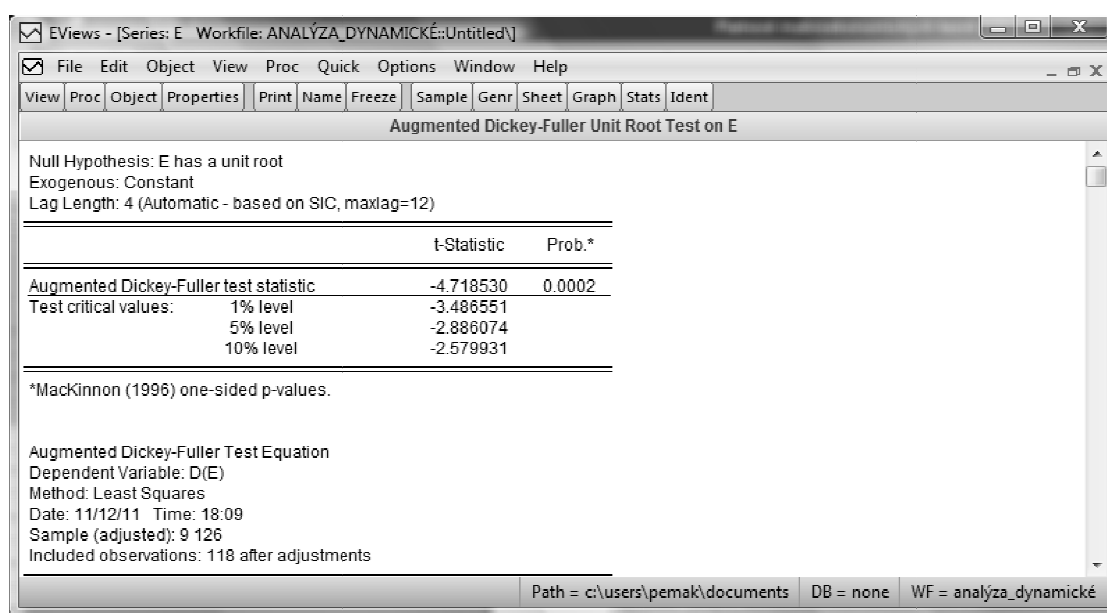 EViews - [Series: E Workfile: ANALÝZA_DYNAMICKÉ::Untitled\]
File Edit Object View Proc Quick Options Window Help
View Proc Object Properties Print Name Freeze Sample Genr Sheet Graph Stats Ident
Augmented Dickey-Fuller Unit Root Test on E
Null Hypothesis: E has a unit root
Exogenous: Constant
Lag Length: 4 (Automatic - based on SIC, maxlag=12)
t-Statistic Prob.*
Augmented Dickey-Fuller test statistic -4.718530 0.0002
Test critical values: 1% level -3.486551
5% level -2.886074
10% level -2.579931
*MacKinnon (1996) one-sided p-values.
Augmented Dickey-Fuller Test Equation
Dependent Variable: D(E)
Method: Least Squares
Date: 11/12/11 Time: 18:09
Sample (adjusted): 9 126
Included observations: 118 after adjustments
Path = c:\users\pemak\documents DB = none WF = analýza_dynamické